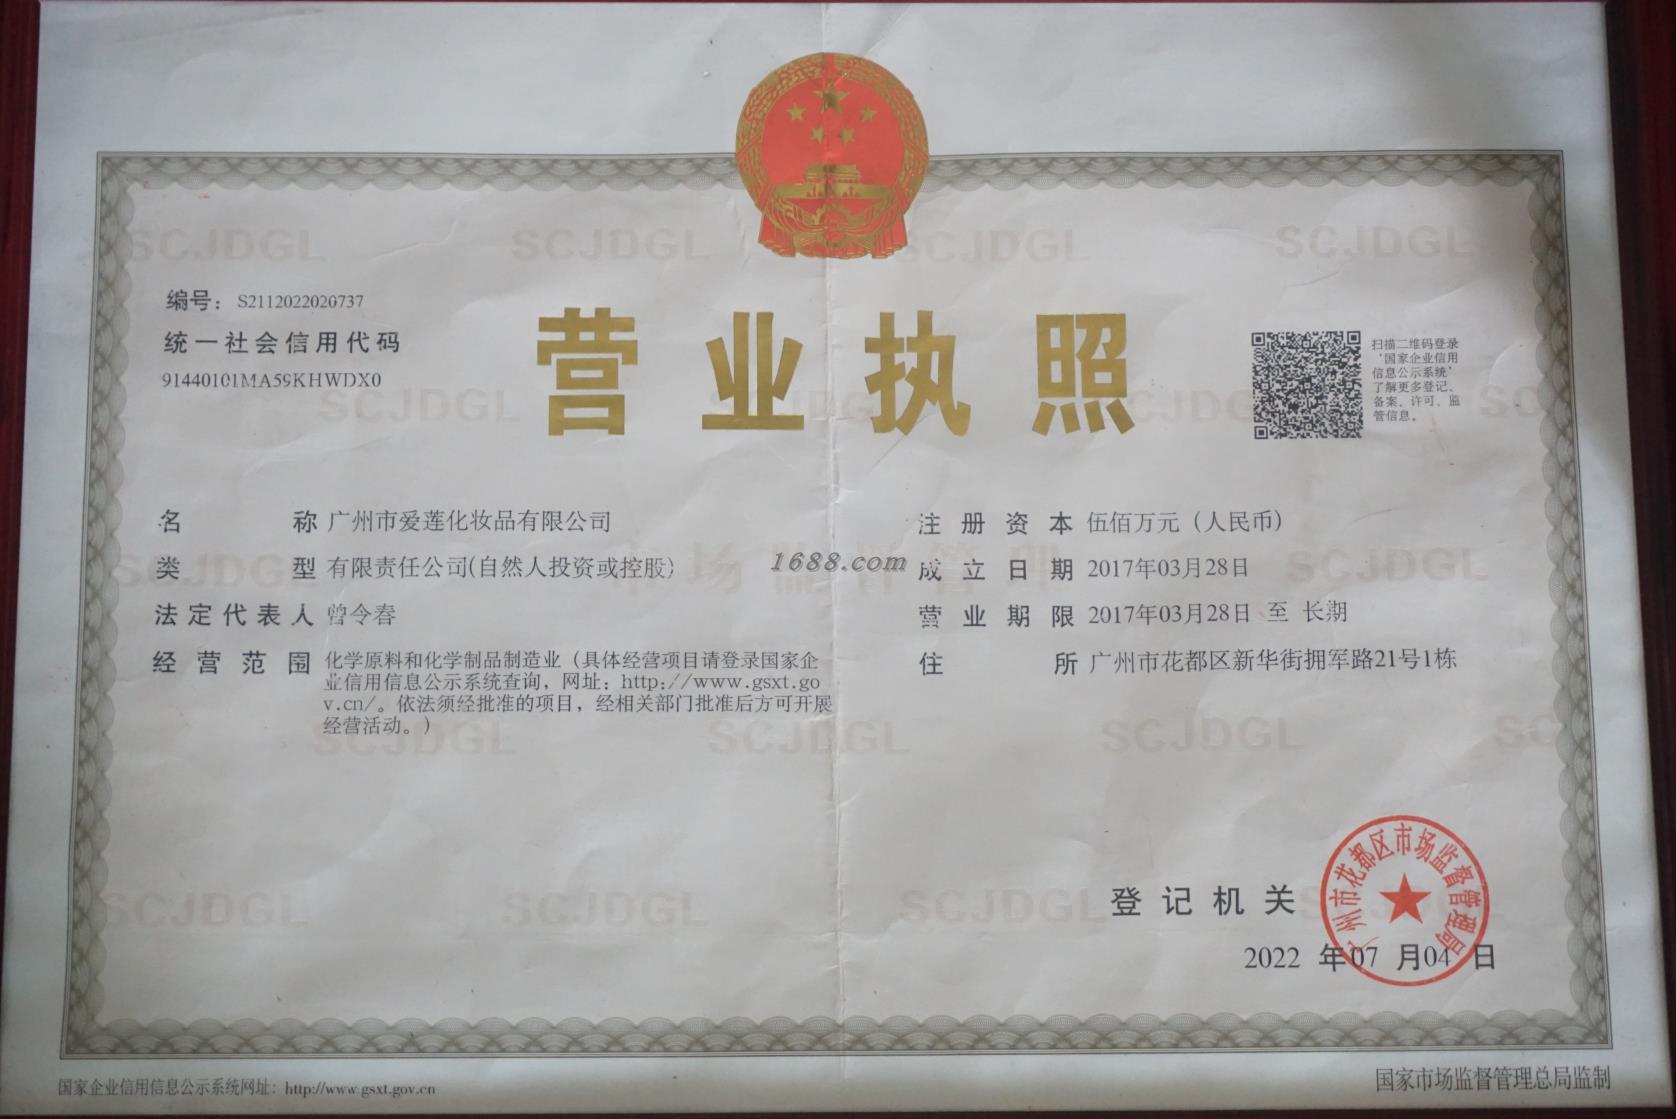 编号： S2112022020737
统一社会信用代码
91440101MA59KHWDX0
营业执照
扫描二维码登录
‘国家企业信用
信息公示系统’
了解更多登记、
备案、许可、监
管信息。
名称 广州市爱莲化妆品有限公司
类型 有限责任公司(自然人投资或控股)
法定代表人 曾令春
经营范围 化学原料和化学制品制造业（具体经营项目请登录国家企
业信用信息公示系统查询，网址：http://www.gsxt.go
v.cn/。依法须经批准的项目，经相关部门批准后方可开展
经营活动。）
1688.com
注册资本 伍佰万元（人民币）
成立日期 2017年03月28日
营业期限 2017年03月28日 至 长期
住所 广州市花都区新华街拥军路21号1栋
登记机关
广州市花都区市场监督管理局
2022 年07 月04 日
国家企业信用信息公示系统网址：http://www.gsxt.gov.cn
国家市场监督管理总局监制
SCJDGL
市场监督管理